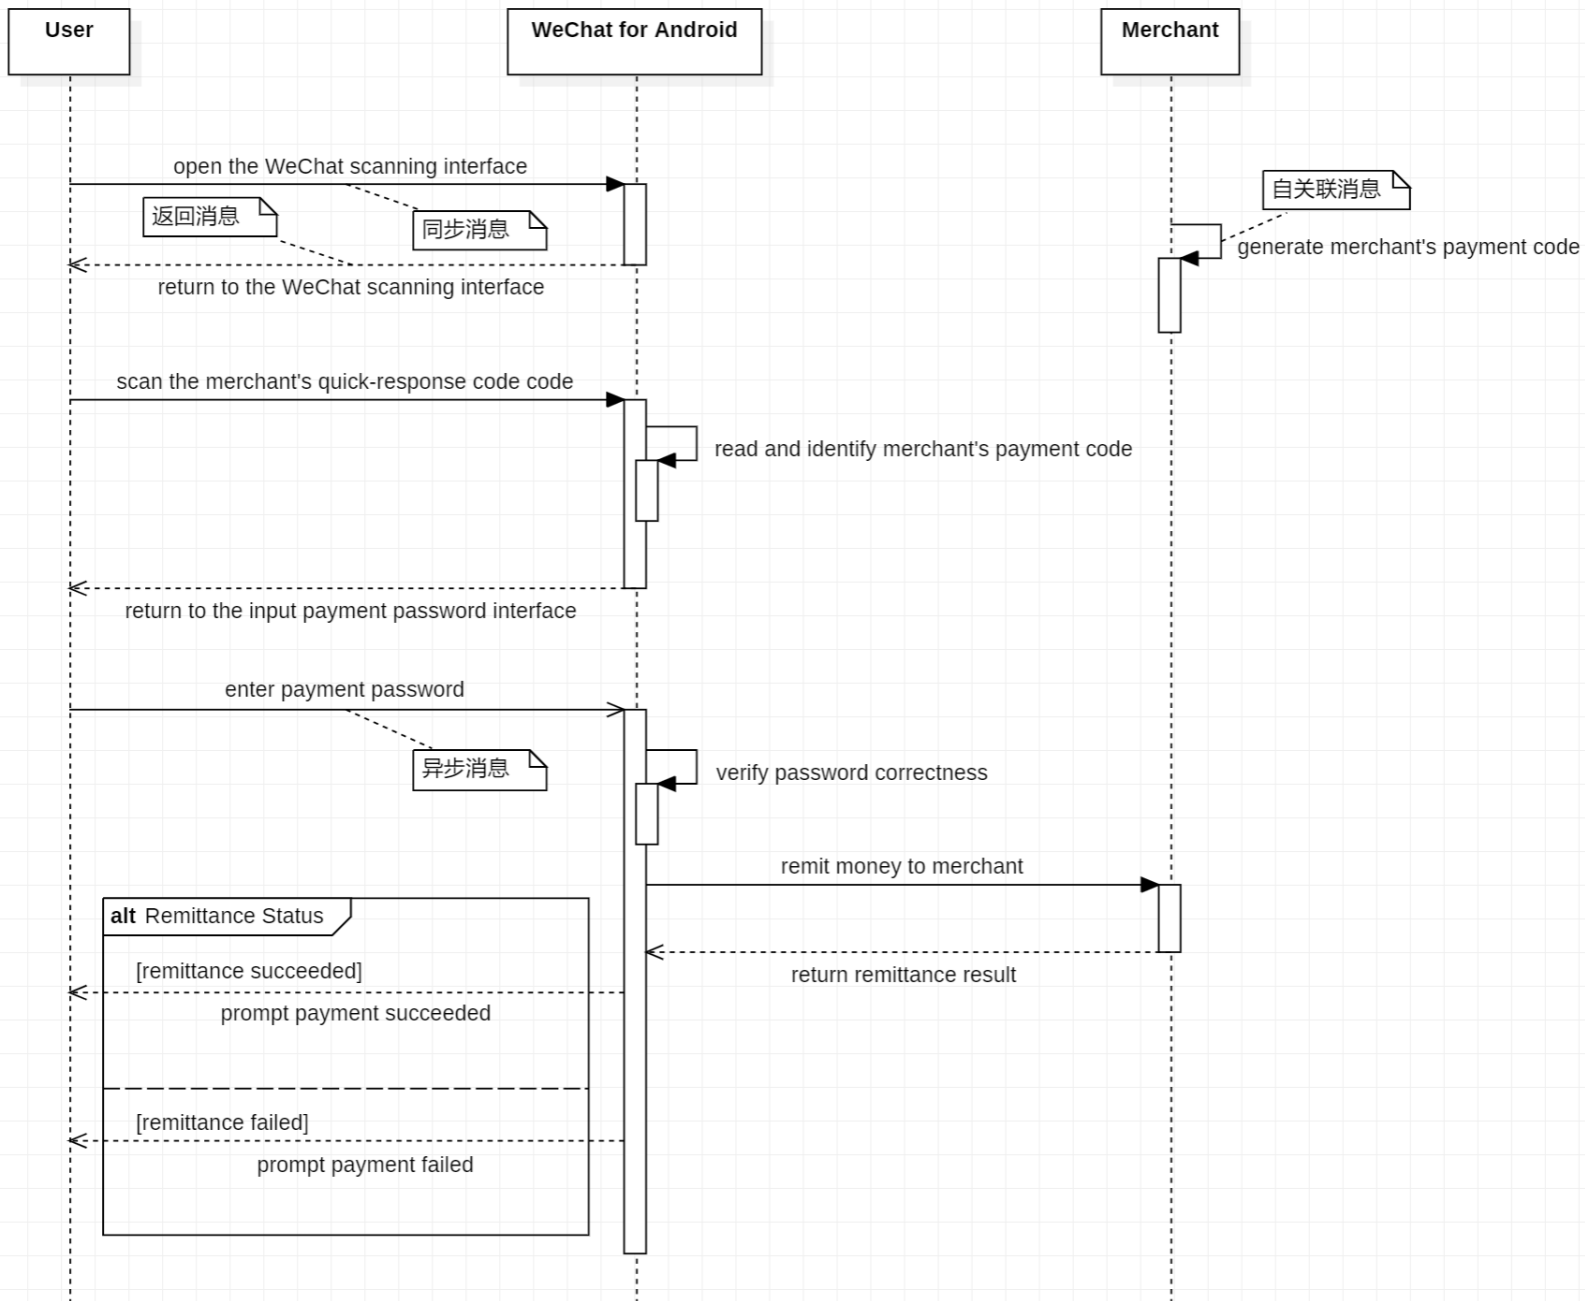 User
WeChat for Android
Merchant
open the WeChat scanning interface
自关联消息
返回消息
同步消息
generate merchant's payment code
return to the WeChat scanning interface
scan the merchant's quick-response code code
read and identify merchant's payment code
return to the input payment password interface
enter payment password
异步消息
verify password correctness
remit money to merchant
alt Remittance Status
[remittance succeeded]
return remittance result
prompt payment succeeded
[remittance failed]
prompt payment failed